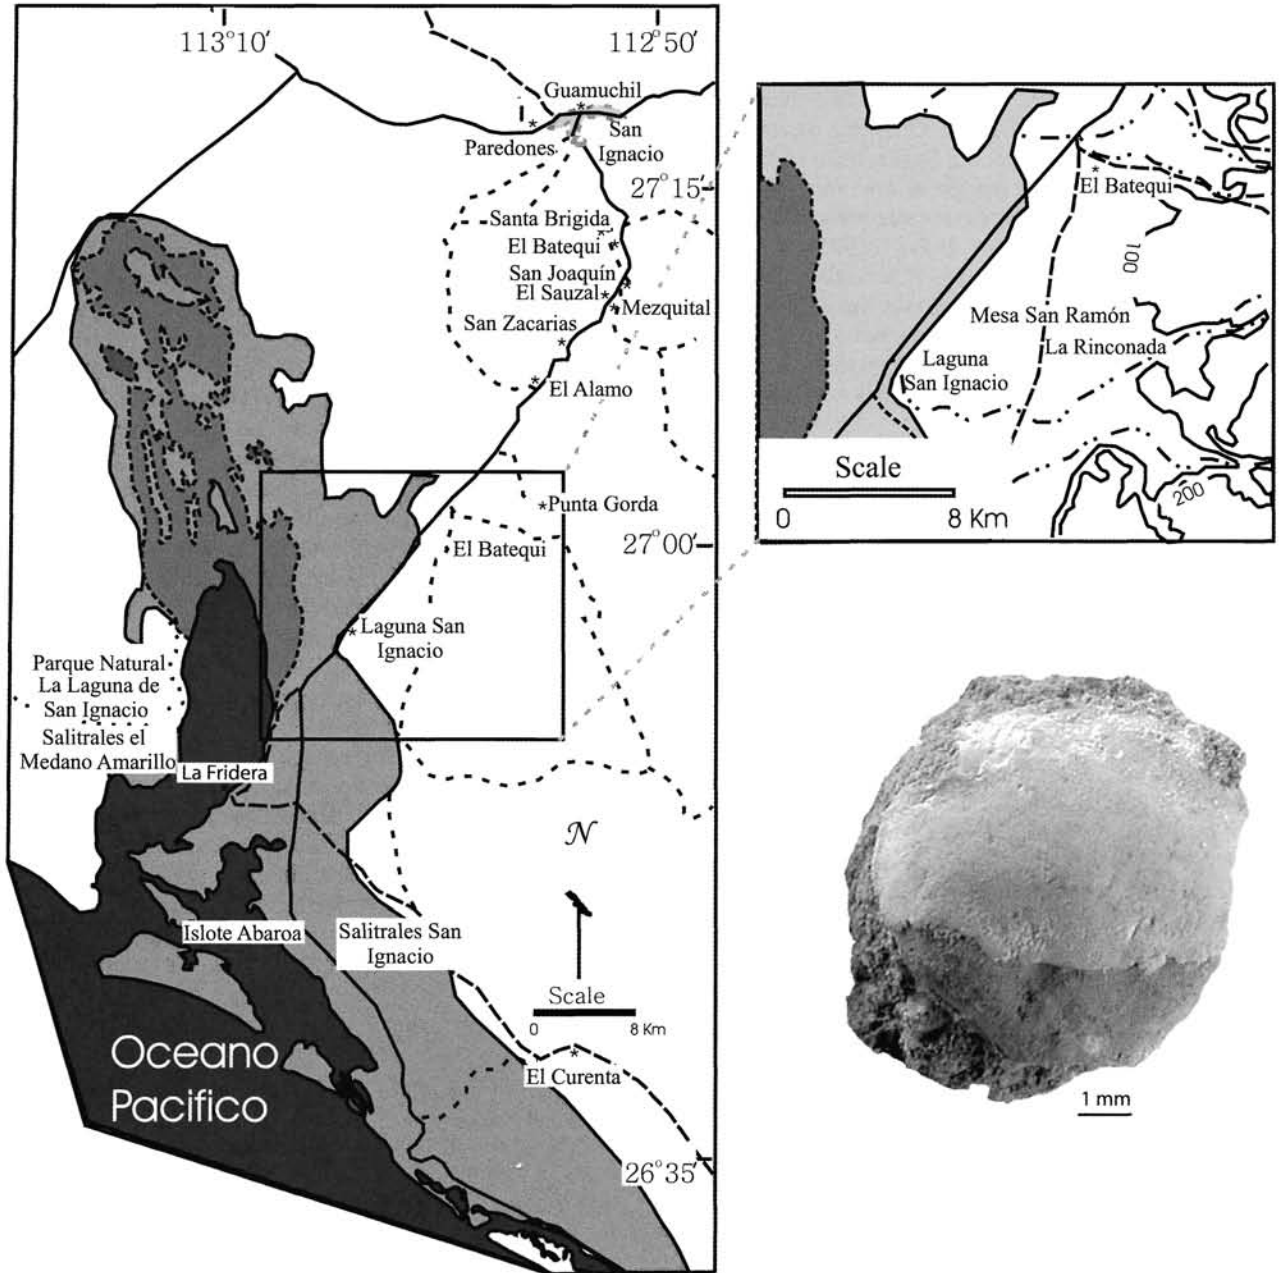 113°10'
112°50'
Guamuchil
San
Ignacio
Paredones
27°15'
Santa Brigida
El Batequi
San Joaquín
El Sauzal
Mezquital
San Zacarias
El Alamo
Punta Gorda
27°00'
El Batequi
Laguna San
Ignacio
Parque Natural
La Laguna de
San Ignacio
Salitrales el
Medano Amarillo
La Fridera
N
Islote Abaroa
Salitrales San
Ignacio
Scale
0 8 Km
Oceano
Pacifico
El Curenta
26°35'
El Batequi
100
Mesa San Ramón
La Rinconada
Laguna
San Ignacio
Scale
0 8 Km
200
1 mm